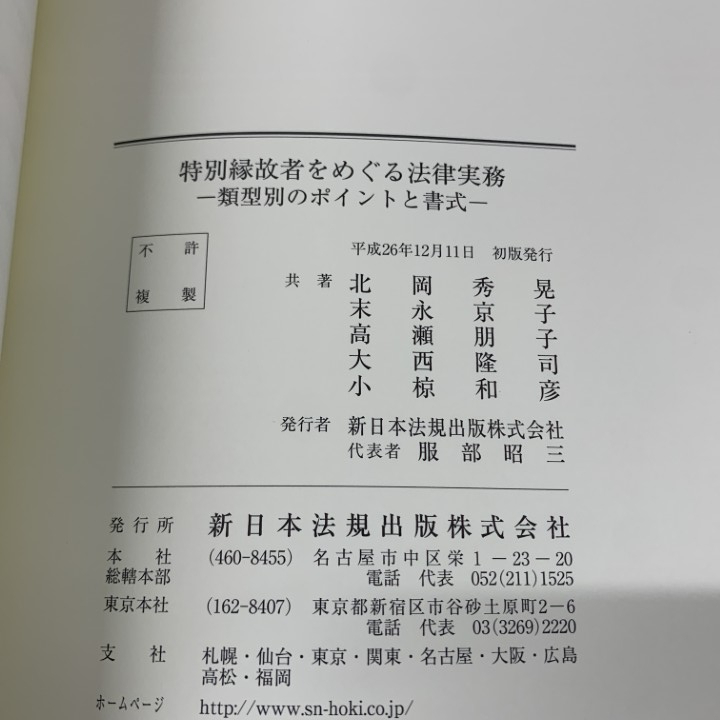 特別縁故者をめぐる法律実務
―類型別のポイントと書式―
不許
複製
平成26年12月11日 初版発行
共著 北岡秀晃
末永京子
高瀬朋子
大西隆司
小椋和彦
発行者 新日本法規出版株式会社
代表者 服部昭三
発行所 新日本法規出版株式会社
本社 (460-8455) 名古屋市中区栄1-23-20
総轄本部 電話 代表 052(211)1525
東京本社 (162-8407) 東京都新宿区市谷砂土原町2-6
電話 代表 03(3269)2220
支社 札幌・仙台・東京・関東・名古屋・大阪・広島
高松・福岡
ホームページ http://www.sn-hoki.co.jp/